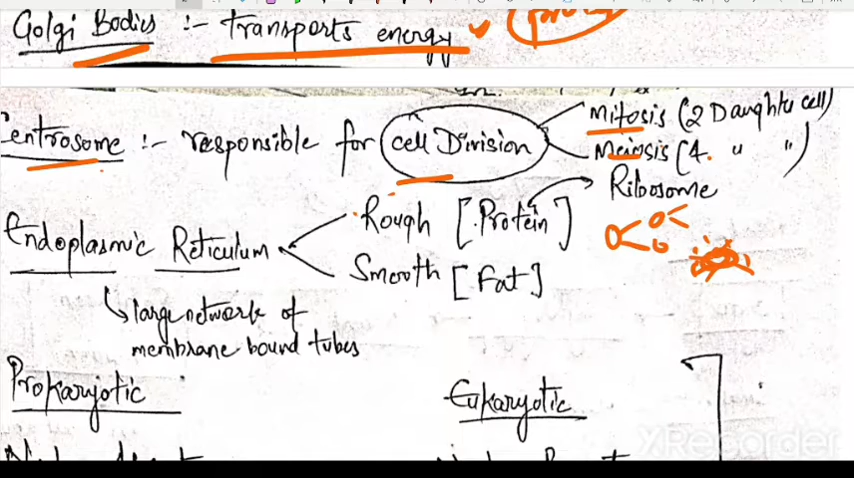 Golgi Bodies :- Transports energy
Centrosome :- responsible for cell Division
Mitosis (2 Daughter cell)
Meiosis (4 " ")
Ribosome
Endoplasmic Reticulum
Rough [Protein]
Smooth [Fat]
large network of
membrane bound tubes
Prokaryotic
Eukaryotic
XRecorder